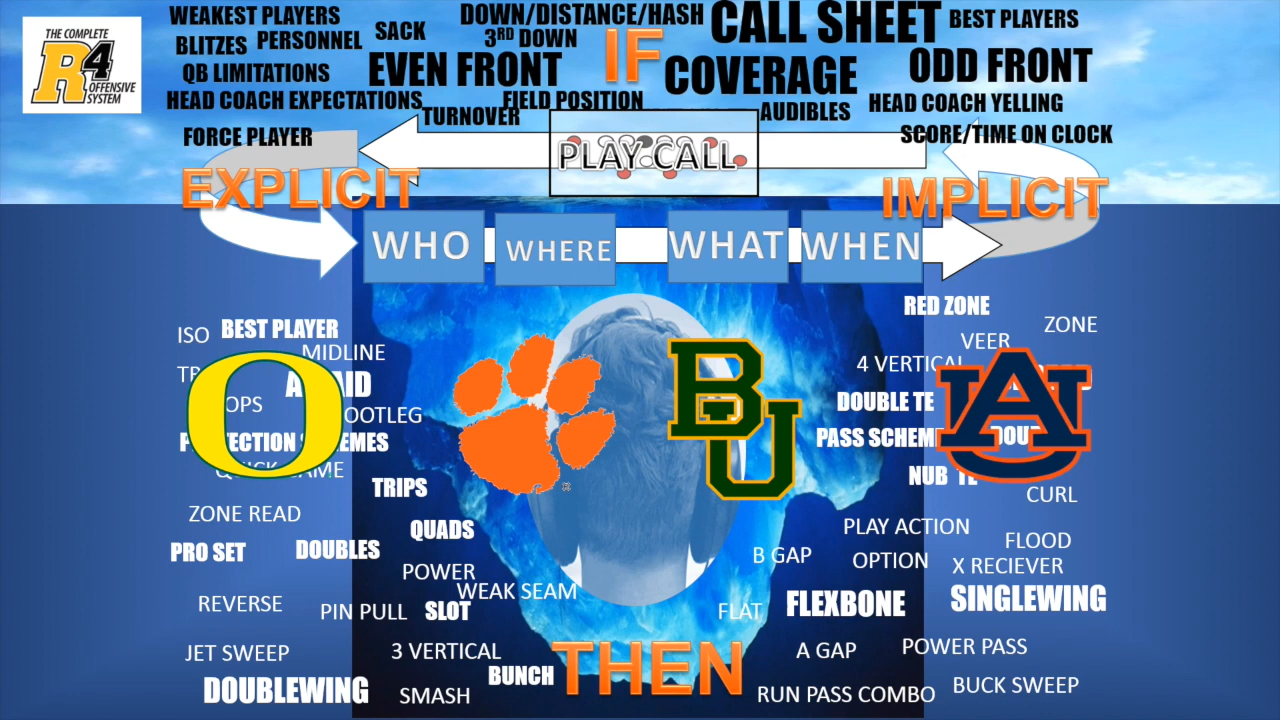 THE COMPLETE
R4
OFFENSIVE
SYSTEM
WEAKEST PLAYERS
BLITZES
PERSONNEL
SACK
DOWN/DISTANCE/HASH
3RD DOWN
IF
CALL SHEET
BEST PLAYERS
QB LIMITATIONS
EVEN FRONT
COVERAGE
ODD FRONT
HEAD COACH EXPECTATIONS
TURNOVER
FIELD POSITION
AUDIBLES
HEAD COACH YELLING
FORCE PLAYER
PLAY CALL
SCORE/TIME ON CLOCK
EXPLICIT
IMPLICIT
WHO
WHERE
WHAT
WHEN
ISO
BEST PLAYER
MIDLINE
QUICK GAME
TRIPS
ZONE READ
QUADS
PRO SET
DOUBLES
POWER
WEAK SEAM
REVERSE
PIN PULL
SLOT
JET SWEEP
3 VERTICAL
BUNCH
DOUBLEWING
SMASH
THEN
O
BU
AU
RED ZONE
ZONE
VEER
4 VERTICAL
DOUBLE TE
PASS SCHEM
NUB TE
CURL
PLAY ACTION
B GAP
OPTION
FLOOD
X RECIEVER
FLAT
FLEXBONE
SINGLEWING
A GAP
POWER PASS
RUN PASS COMBO
BUCK SWEEP